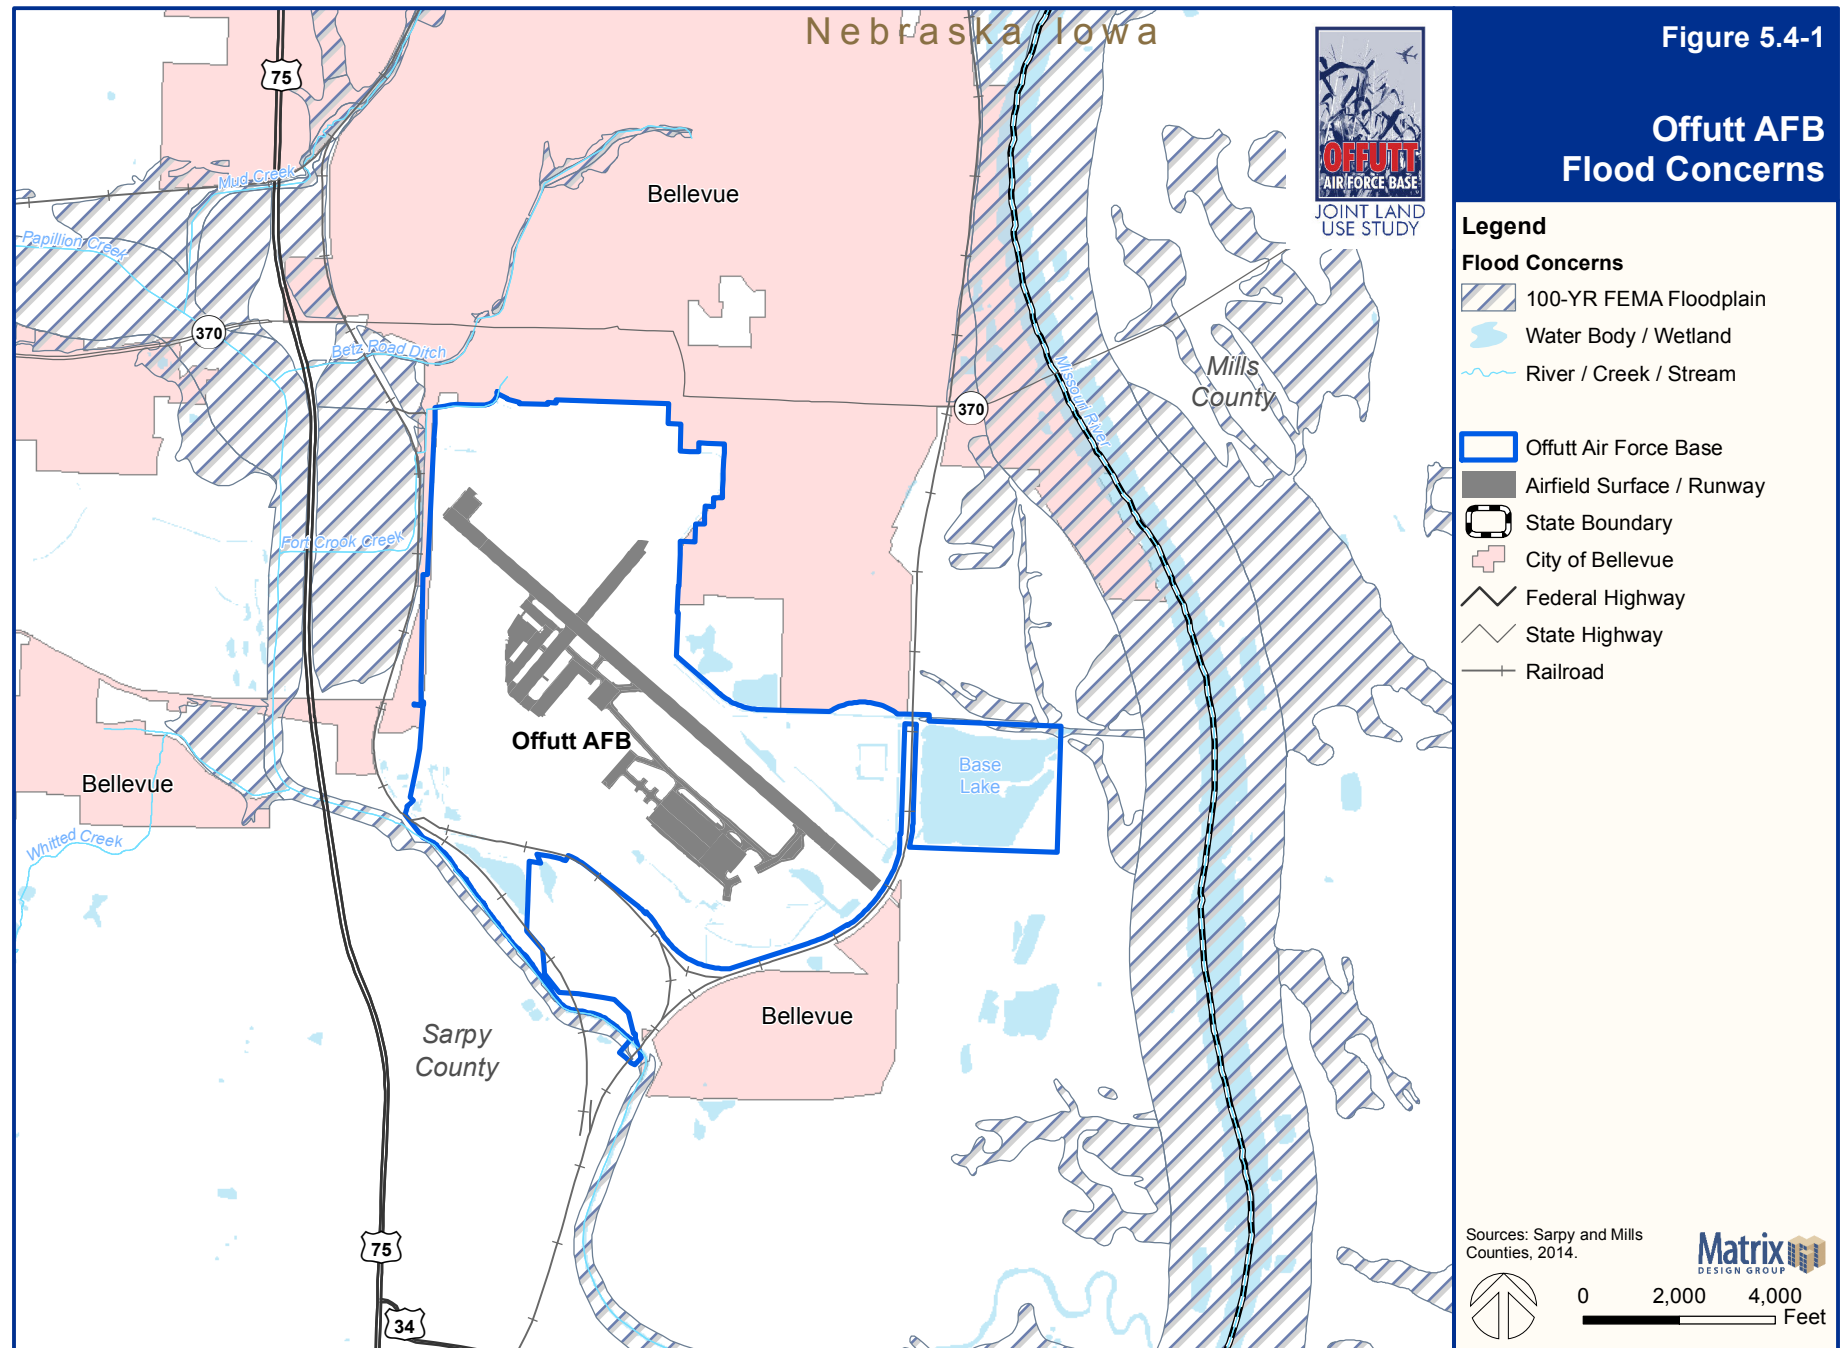 Nebraska Iowa
Figure 5.4-1
Offutt AFB
Flood Concerns
OFFUTT
AIR FORCE BASE
JOINT LAND
USE STUDY
Legend
Flood Concerns
100-YR FEMA Floodplain
Water Body / Wetland
River / Creek / Stream
Offutt Air Force Base
Airfield Surface / Runway
State Boundary
City of Bellevue
Federal Highway
State Highway
Railroad
75
Mud Creek
Bellevue
Papillion Creek
370
Betz Road Ditch
Missouri River
Mills
County
370
Fort Crook Creek
Offutt AFB
Base
Lake
Bellevue
Whitted Creek
Bellevue
Sarpy
County
75
34
Sources: Sarpy and Mills
Counties, 2014.
Matrix
DESIGN GROUP
0 2,000 4,000
Feet